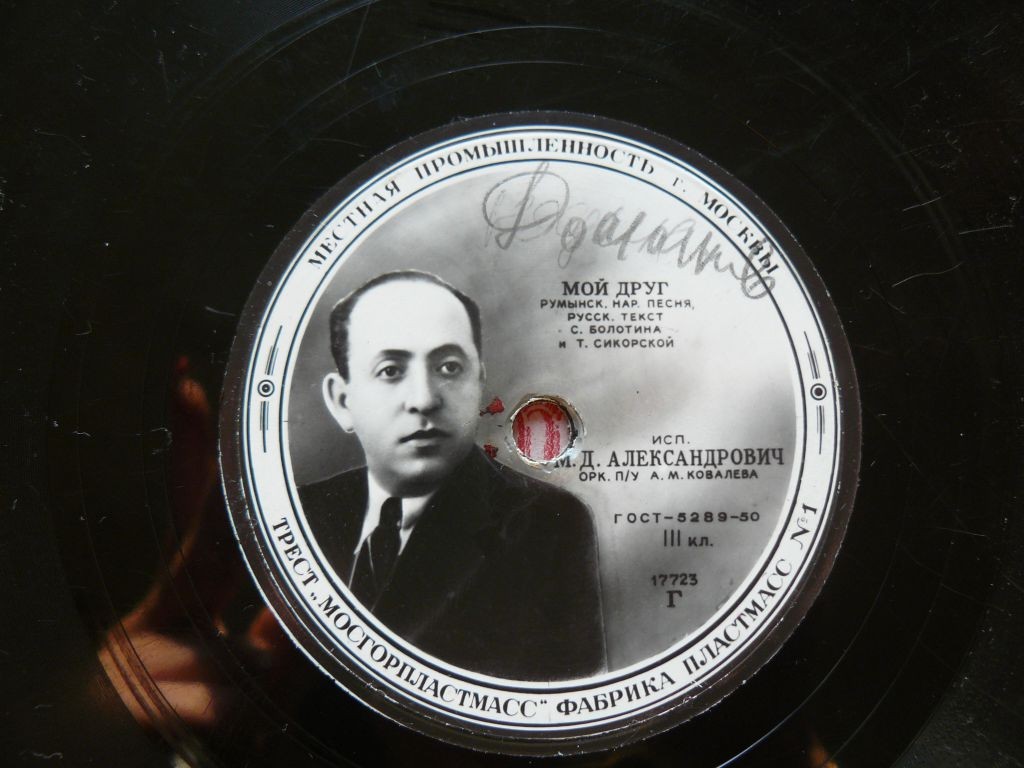 МЕСТНАЯ ПРОМЫШЛЕННОСТЬ Г. МОСКВЫ
МОЙ ДРУГ
РУМЫНСК. НАР. ПЕСНЯ,
РУССК. ТЕКСТ
С. БОЛОТИНА
и Т. СИКОРСКОЙ
ИСП.
М. Д. АЛЕКСАНДРОВИЧ
ОРК. П/У А. М. КОВАЛЕВА
ГОСТ-5289-50
III кл.
17723
Г
ТРЕСТ „МОСГОРПЛАСТМАСС“ ФАБРИКА ПЛАСТМАСС №1